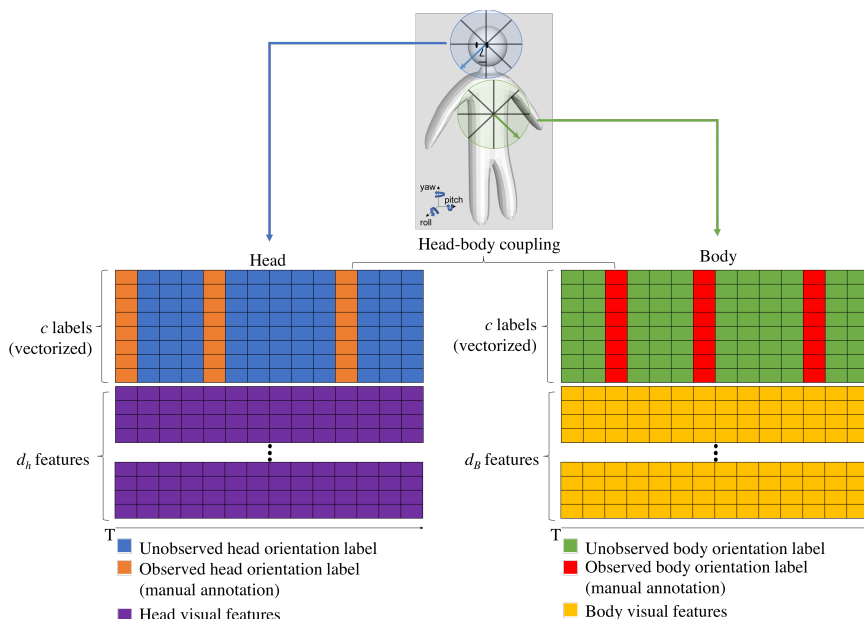 yaw
pitch
roll
Head-body coupling
Head
Body
c labels
(vectorized)
c labels
(vectorized)
d_h features
d_B features
T
T
Unobserved head orientation label
Observed head orientation label
(manual annotation)
Head visual features
Unobserved body orientation label
Observed body orientation label
(manual annotation)
Body visual features